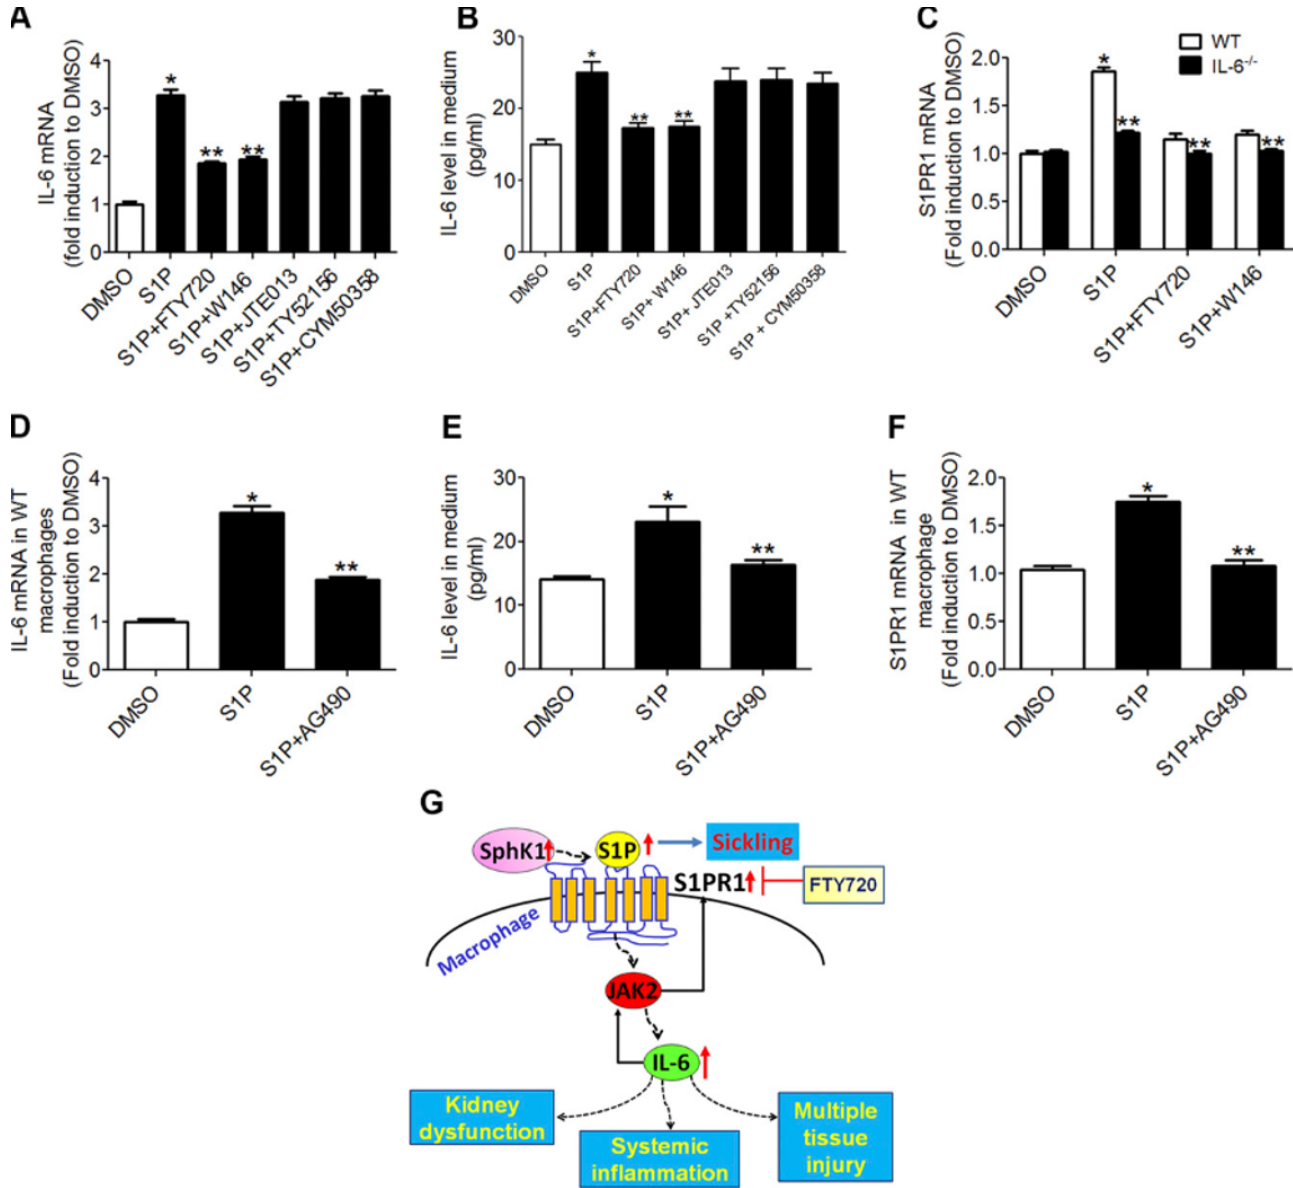 A
IL-6 mRNA
(fold induction to DMSO)
4
3
2
1
0
*
**
**
DMSO
S1P
S1P+FTY720
S1P+W146
S1P+JTE013
S1P+TY52156
S1P+CYM50358
B
IL-6 level in medium
(pg/ml)
30
20
10
0
*
**
**
DMSO
S1P
S1P+FTY720
S1P+ W146
S1P+ JTE013
S1P +TY52156
S1P + CYM50358
C
S1PR1 mRNA
(Fold induction to DMSO)
2.0
1.5
1.0
0.5
0.0
WT
IL-6-/-
*
**
**
**
DMSO
S1P
S1P+FTY720
S1P+W146
D
IL-6 mRNA in WT
macrophages
(Fold induction to DMSO)
4
3
2
1
0
*
**
DMSO
S1P
S1P+AG490
E
IL-6 level in medium
(pg/ml)
30
20
10
0
*
**
DMSO
S1P
S1P+AG490
F
S1PR1 mRNA in WT
macrophage
(Fold induction to DMSO)
2.0
1.5
1.0
0.5
0.0
*
**
DMSO
S1P
S1P+AG490
G
SphK1
S1P
Sickling
S1PR1
FTY720
Macrophage
JAK2
IL-6
Kidney
dysfunction
Systemic
inflammation
Multiple
tissue
injury